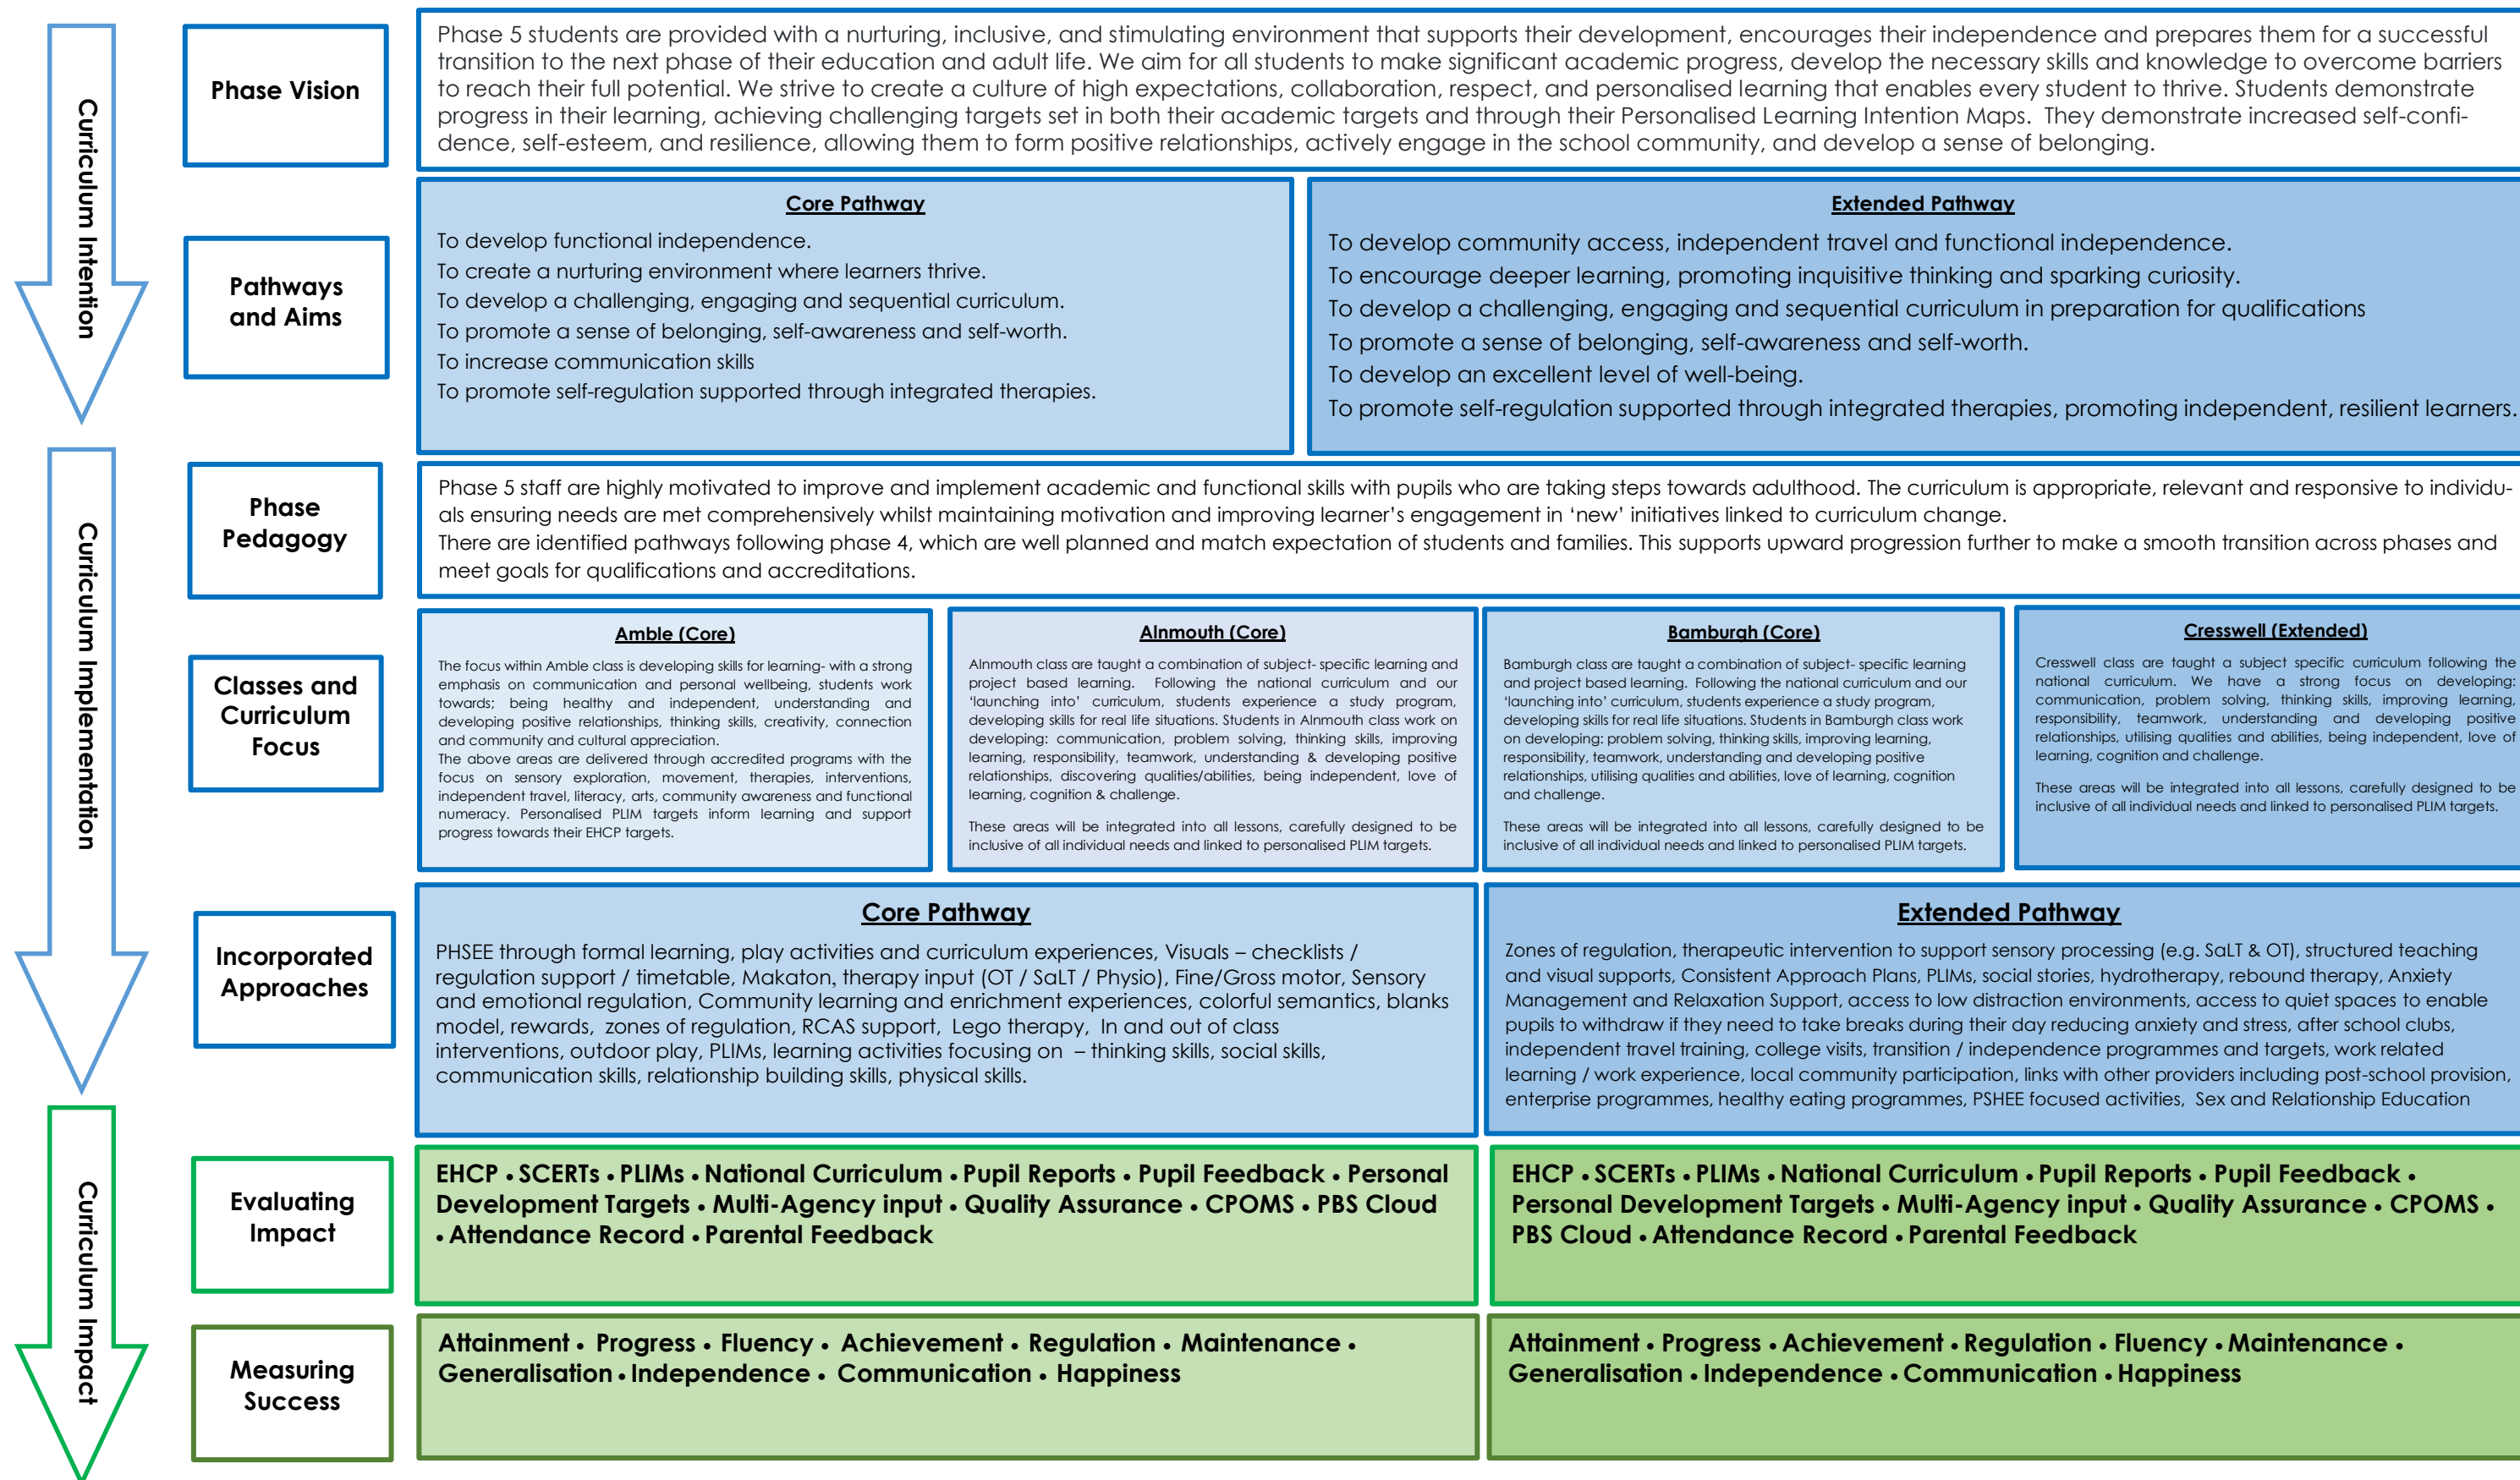 Curriculum Intention
Phase Vision
Phase 5 students are provided with a nurturing, inclusive, and stimulating environment that supports their development, encourages their independence and prepares them for a successful
transition to the next phase of their education and adult life. We aim for all students to make significant academic progress, develop the necessary skills and knowledge to overcome barriers
to reach their full potential. We strive to create a culture of high expectations, collaboration, respect, and personalised learning that enables every student to thrive. Students demonstrate
progress in their learning, achieving challenging targets set in both their academic targets and through their Personalised Learning Intention Maps.  They demonstrate increased self-confi-
dence, self-esteem, and resilience, allowing them to form positive relationships, actively engage in the school community, and develop a sense of belonging.
Pathways
and Aims
Core Pathway
To develop functional independence.
To create a nurturing environment where learners thrive.
To develop a challenging, engaging and sequential curriculum.
To promote a sense of belonging, self-awareness and self-worth.
To increase communication skills
To promote self-regulation supported through integrated therapies.
Extended Pathway
To develop community access, independent travel and functional independence.
To encourage deeper learning, promoting inquisitive thinking and sparking curiosity.
To develop a challenging, engaging and sequential curriculum in preparation for qualifications
To promote a sense of belonging, self-awareness and self-worth.
To develop an excellent level of well-being.
To promote self-regulation supported through integrated therapies, promoting independent, resilient learners.
Curriculum Implementation
Phase
Pedagogy
Phase 5 staff are highly motivated to improve and implement academic and functional skills with pupils who are taking steps towards adulthood. The curriculum is appropriate, relevant and responsive to individu-
als ensuring needs are met comprehensively whilst maintaining motivation and improving learner's engagement in 'new' initiatives linked to curriculum change.
There are identified pathways following phase 4, which are well planned and match expectation of students and families. This supports upward progression further to make a smooth transition across phases and
meet goals for qualifications and accreditations.
Classes and
Curriculum
Focus
Amble (Core)
The focus within Amble class is developing skills for learning- with a strong
emphasis on communication and personal wellbeing, students work
towards; being healthy and independent, understanding and
developing positive relationships, thinking skills, creativity, connection
and community and cultural appreciation.
The above areas are delivered through accredited programs with the
focus on sensory exploration, movement, therapies, interventions,
independent travel, literacy, arts, community awareness and functional
numeracy. Personalised PLIM targets inform learning and support
progress towards their EHCP targets.
Alnmouth (Core)
Alnmouth class are taught a combination of subject- specific learning and
project based learning.  Following the national curriculum and our
'launching into' curriculum, students experience a study program,
developing skills for real life situations. Students in Alnmouth class work on
developing: communication, problem solving, thinking skills, improving
learning, responsibility, teamwork, understanding & developing positive
relationships, discovering qualities/abilities, being independent, love of
learning, cognition & challenge.
These areas will be integrated into all lessons, carefully designed to be
inclusive of all individual needs and linked to personalised PLIM targets.
Bamburgh (Core)
Bamburgh class are taught a combination of subject- specific learning
and project based learning.  Following the national curriculum and our
'launching into' curriculum, students experience a study program,
developing skills for real life situations. Students in Bamburgh class work
on developing: problem solving, thinking skills, improving learning,
responsibility, teamwork, understanding and developing positive
relationships, utilising qualities and abilities, love of learning, cognition
and challenge.
These areas will be integrated into all lessons, carefully designed to be
inclusive of all individual needs and linked to personalised PLIM targets.
Cresswell (Extended)
Cresswell class are taught a subject specific curriculum following the
national curriculum. We have a strong focus on developing:
communication, problem solving, thinking skills, improving learning,
responsibility, teamwork, understanding and developing positive
relationships, utilising qualities and abilities, being independent, love of
learning, cognition and challenge.
These areas will be integrated into all lessons, carefully designed to be
inclusive of all individual needs and linked to personalised PLIM targets.
Incorporated
Approaches
Core Pathway
PHSEE through formal learning, play activities and curriculum experiences, Visuals – checklists /
regulation support / timetable, Makaton, therapy input (OT / SaLT / Physio), Fine/Gross motor, Sensory
and emotional regulation, Community learning and enrichment experiences, colorful semantics, blanks
model, rewards,  zones of regulation, RCAS support,  Lego therapy,  In and out of class
interventions, outdoor play, PLIMs, learning activities focusing on  – thinking skills, social skills,
communication skills, relationship building skills, physical skills.
Extended Pathway
Zones of regulation, therapeutic intervention to support sensory processing (e.g. SaLT & OT), structured teaching
and visual supports, Consistent Approach Plans, PLIMs, social stories, hydrotherapy, rebound therapy, Anxiety
Management and Relaxation Support, access to low distraction environments, access to quiet spaces to enable
pupils to withdraw if they need to take breaks during their day reducing anxiety and stress, after school clubs,
independent travel training, college visits, transition / independence programmes and targets, work related
learning / work experience, local community participation, links with other providers including post-school provision,
enterprise programmes, healthy eating programmes, PSHEE focused activities,  Sex and Relationship Education
Curriculum Impact
Evaluating
Impact
EHCP • SCERTs • PLIMs • National Curriculum • Pupil Reports • Pupil Feedback • Personal
Development Targets • Multi-Agency input • Quality Assurance • CPOMS • PBS Cloud
• Attendance Record • Parental Feedback
EHCP • SCERTs • PLIMs • National Curriculum • Pupil Reports • Pupil Feedback •
Personal Development Targets • Multi-Agency input • Quality Assurance • CPOMS •
PBS Cloud • Attendance Record • Parental Feedback
Measuring
Success
Attainment • Progress • Fluency • Achievement • Regulation • Maintenance •
Generalisation • Independence • Communication • Happiness
Attainment • Progress • Achievement • Regulation • Fluency • Maintenance •
Generalisation • Independence • Communication • Happiness